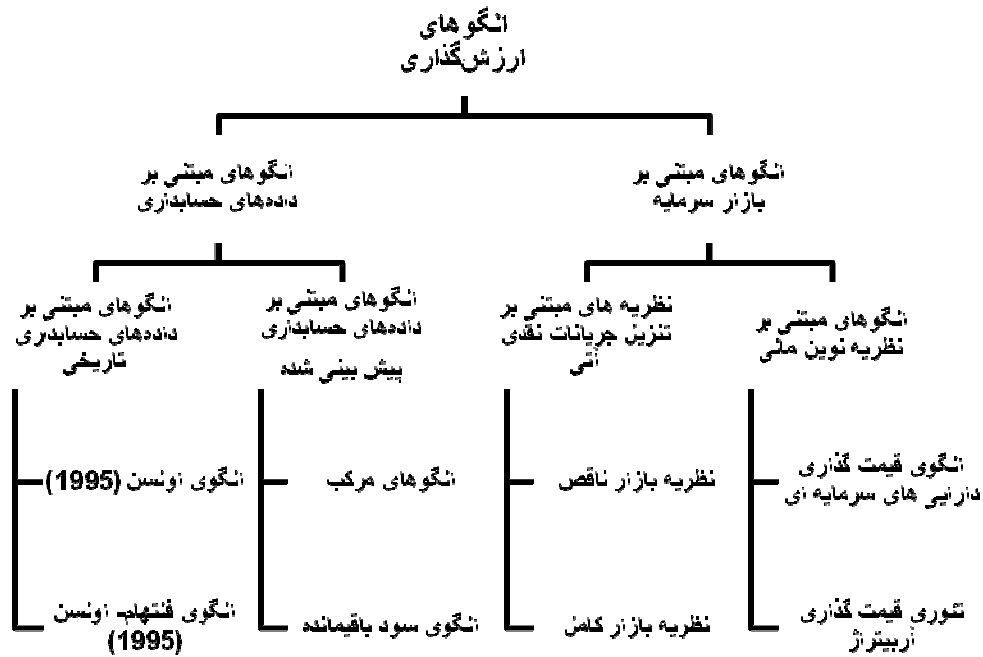 الگوهای
ارزش‌گذاری
الگوهای مبتنی بر
بازار سرمایه
الگوهای مبتنی بر
داده‌های حسابداری
الگوهای مبتنی بر
نظریه نوین مالی
نظریه های مبتنی بر
تنزیل جریانات نقدی
آتی
الگوهای مبتنی بر
داده‌های حسابداری
پیش بینی شده
الگوهای مبتنی بر
داده‌های حسابداری
تاریخی
الگوی قیمت گذاری
دارایی های سرمایه ای
نظریه بازار ناقص
الگوهای مرکب
الگوی اولسن (1995)
تئوری قیمت گذاری
آربیتراژ
نظریه بازار کامل
الگوی سود باقیمانده
الگوی فلتهام- اولسن
(1995)